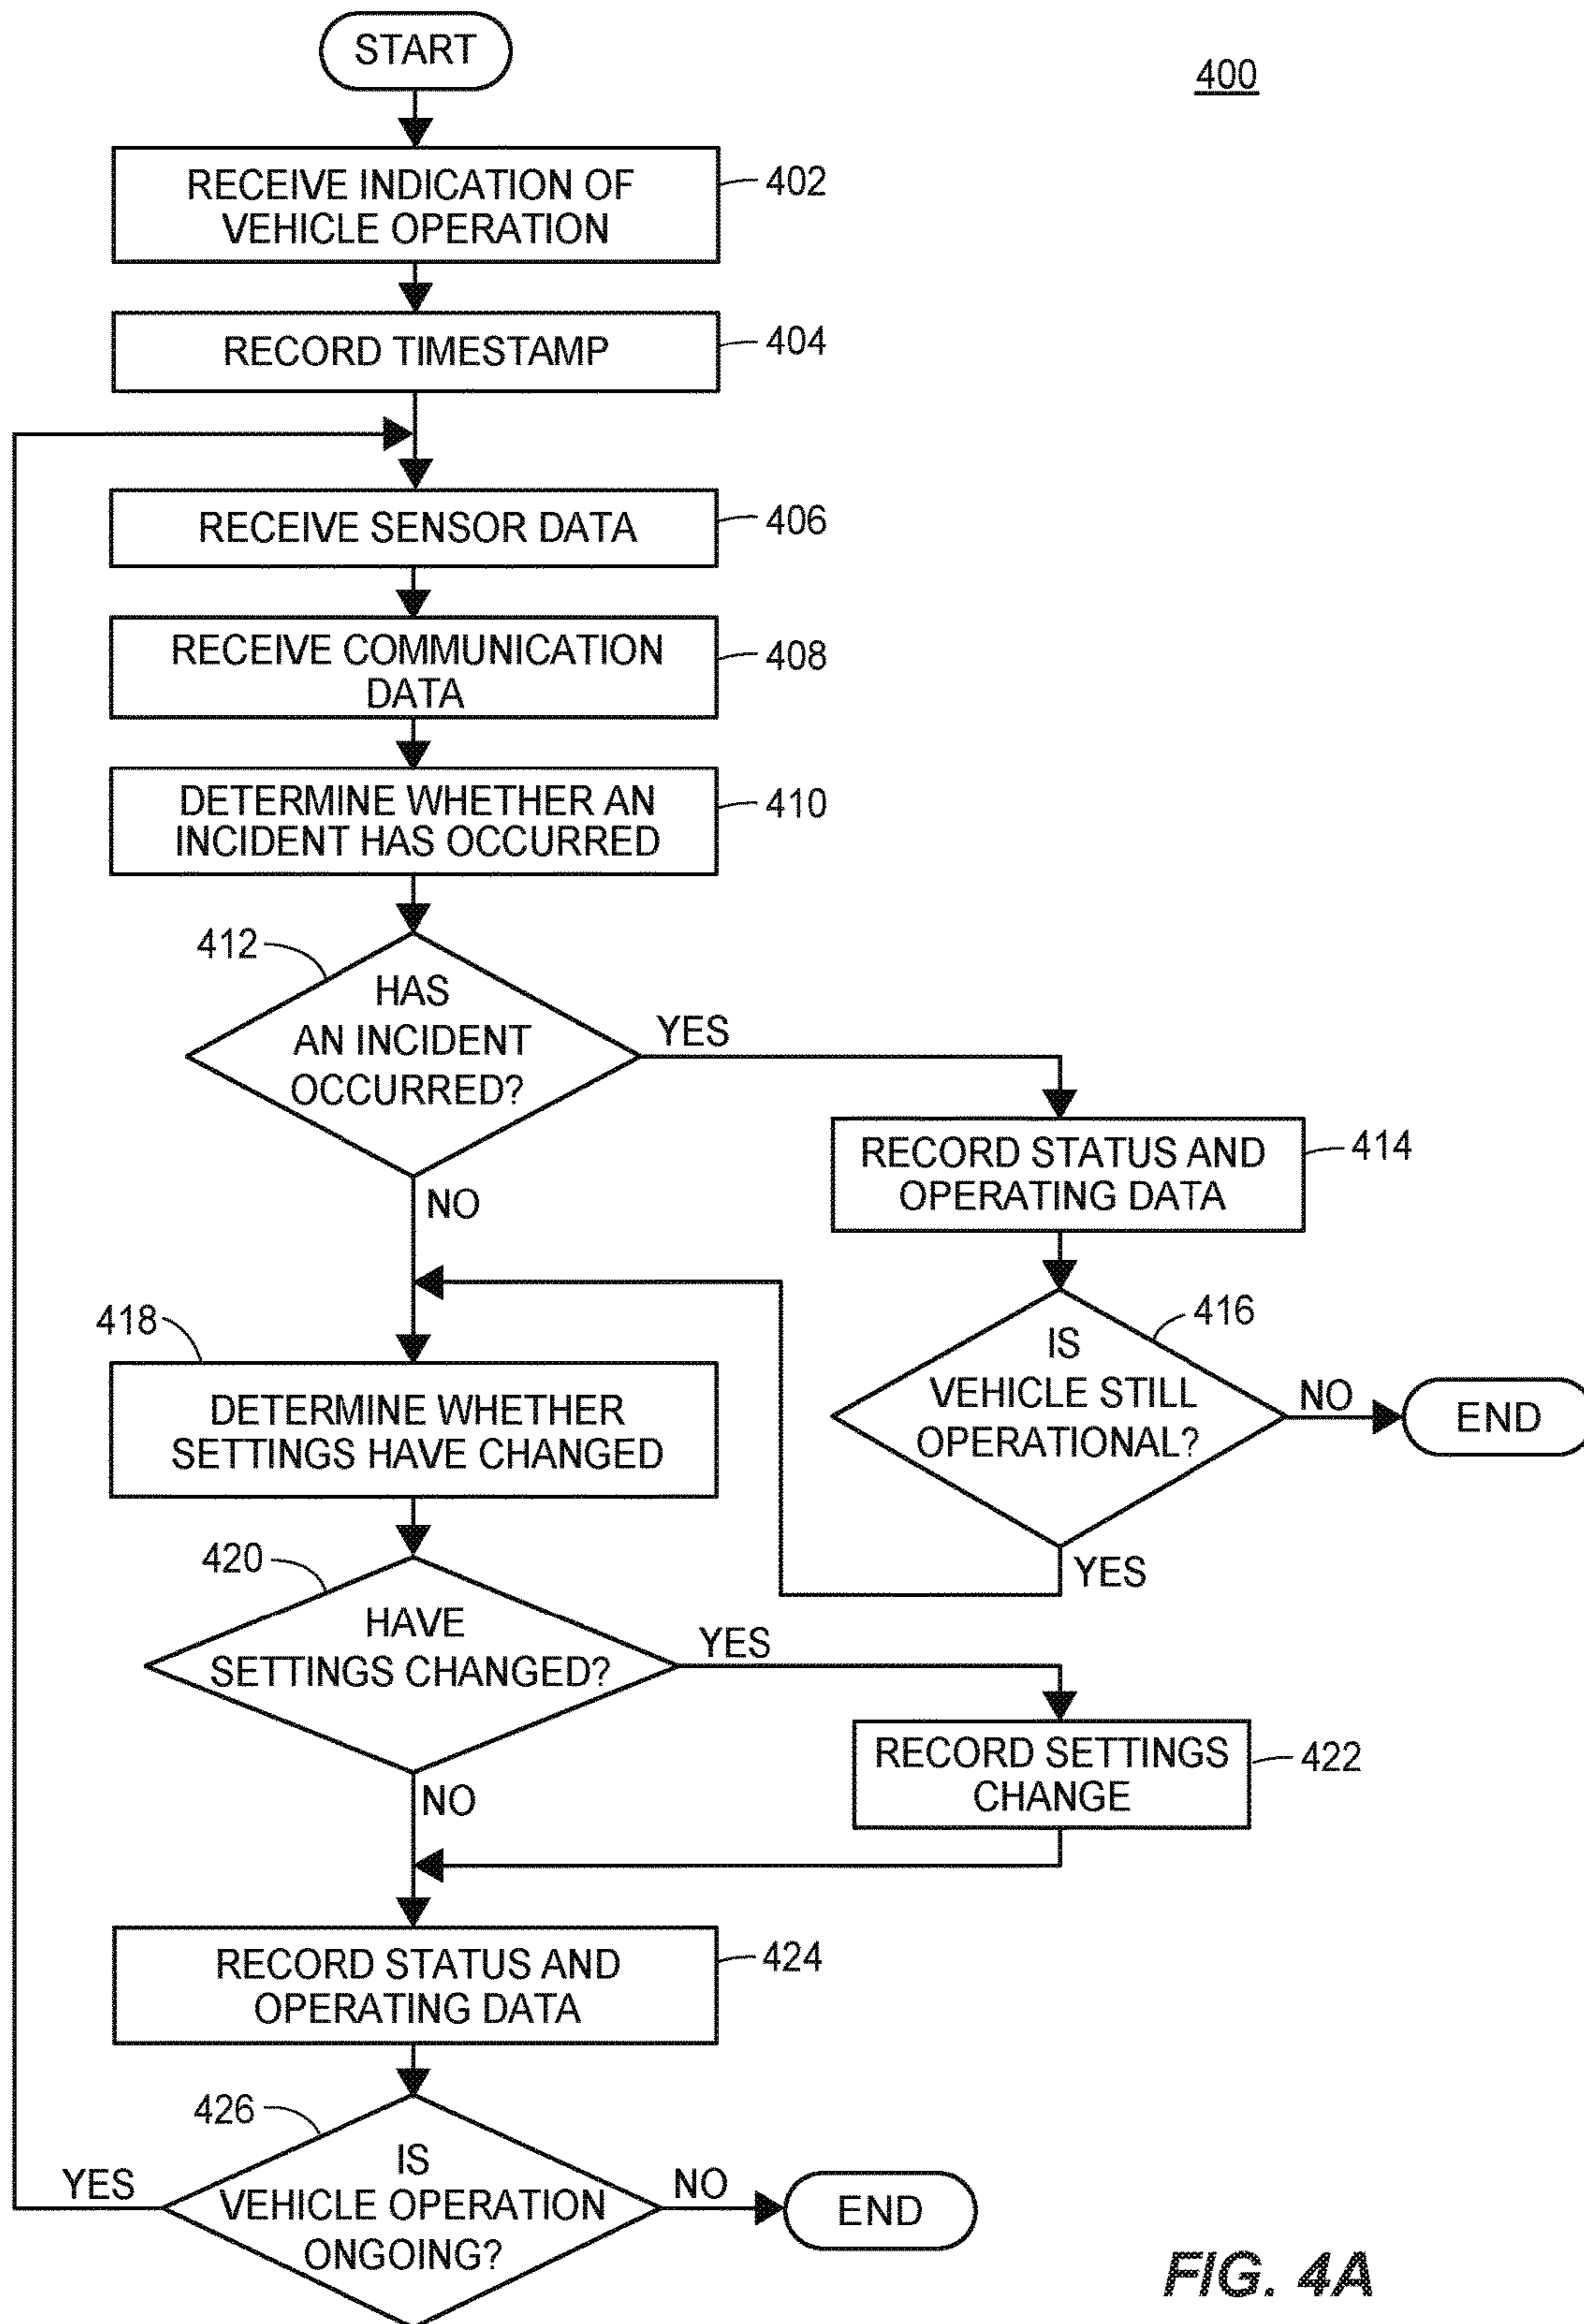 START
400
RECEIVE INDICATION OF
VEHICLE OPERATION
402
RECORD TIMESTAMP
404
RECEIVE SENSOR DATA
406
RECEIVE COMMUNICATION
DATA
408
DETERMINE WHETHER AN
INCIDENT HAS OCCURRED
410
412
HAS
AN INCIDENT
OCCURRED?
YES
NO
RECORD STATUS AND
OPERATING DATA
414
416
IS
VEHICLE STILL
OPERATIONAL?
NO
END
YES
418
DETERMINE WHETHER
SETTINGS HAVE CHANGED
420
HAVE
SETTINGS CHANGED?
YES
NO
RECORD SETTINGS
CHANGE
422
RECORD STATUS AND
OPERATING DATA
424
426
IS
VEHICLE OPERATION
ONGOING?
YES
NO
END
FIG. 4A